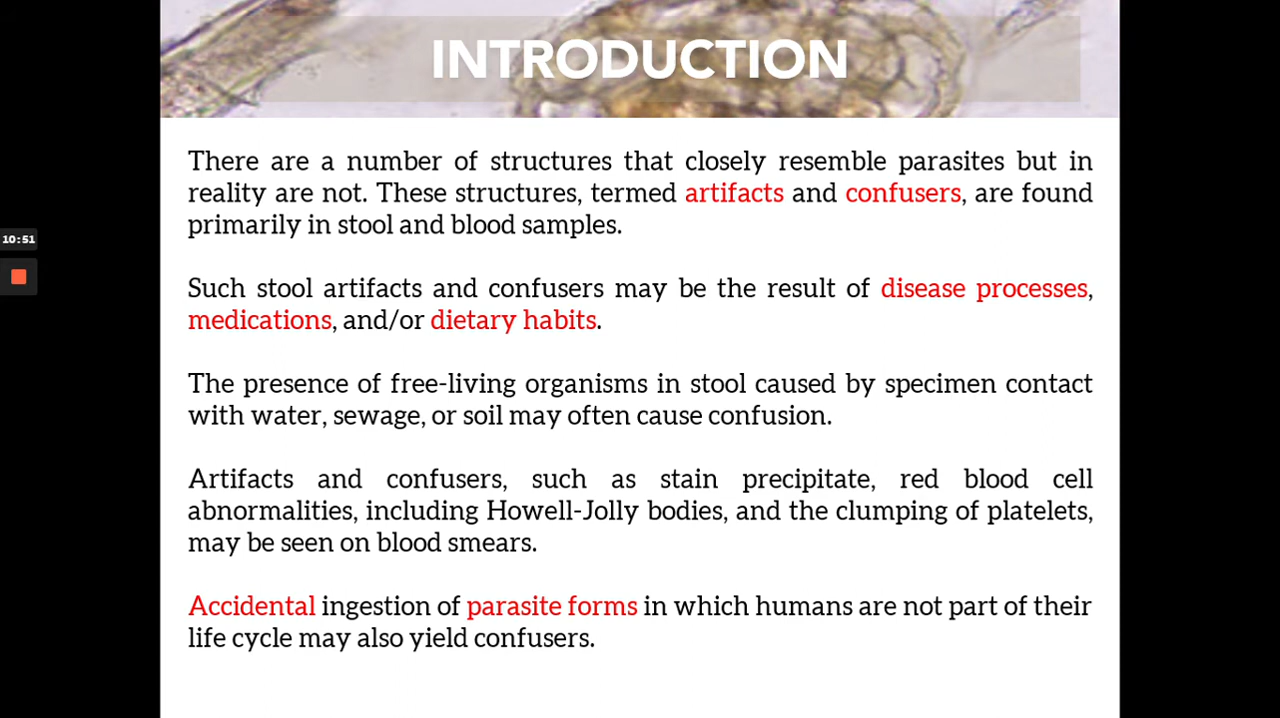 INTRODUCTION
There are a number of structures that closely resemble parasites but in
reality are not. These structures, termed artifacts and confusers, are found
primarily in stool and blood samples.
10:51
Such stool artifacts and confusers may be the result of disease processes,
medications, and/or dietary habits.
The presence of free-living organisms in stool caused by specimen contact
with water, sewage, or soil may often cause confusion.
Artifacts and confusers, such as stain precipitate, red blood cell
abnormalities, including Howell-Jolly bodies, and the clumping of platelets,
may be seen on blood smears.
Accidental ingestion of parasite forms in which humans are not part of their
life cycle may also yield confusers.